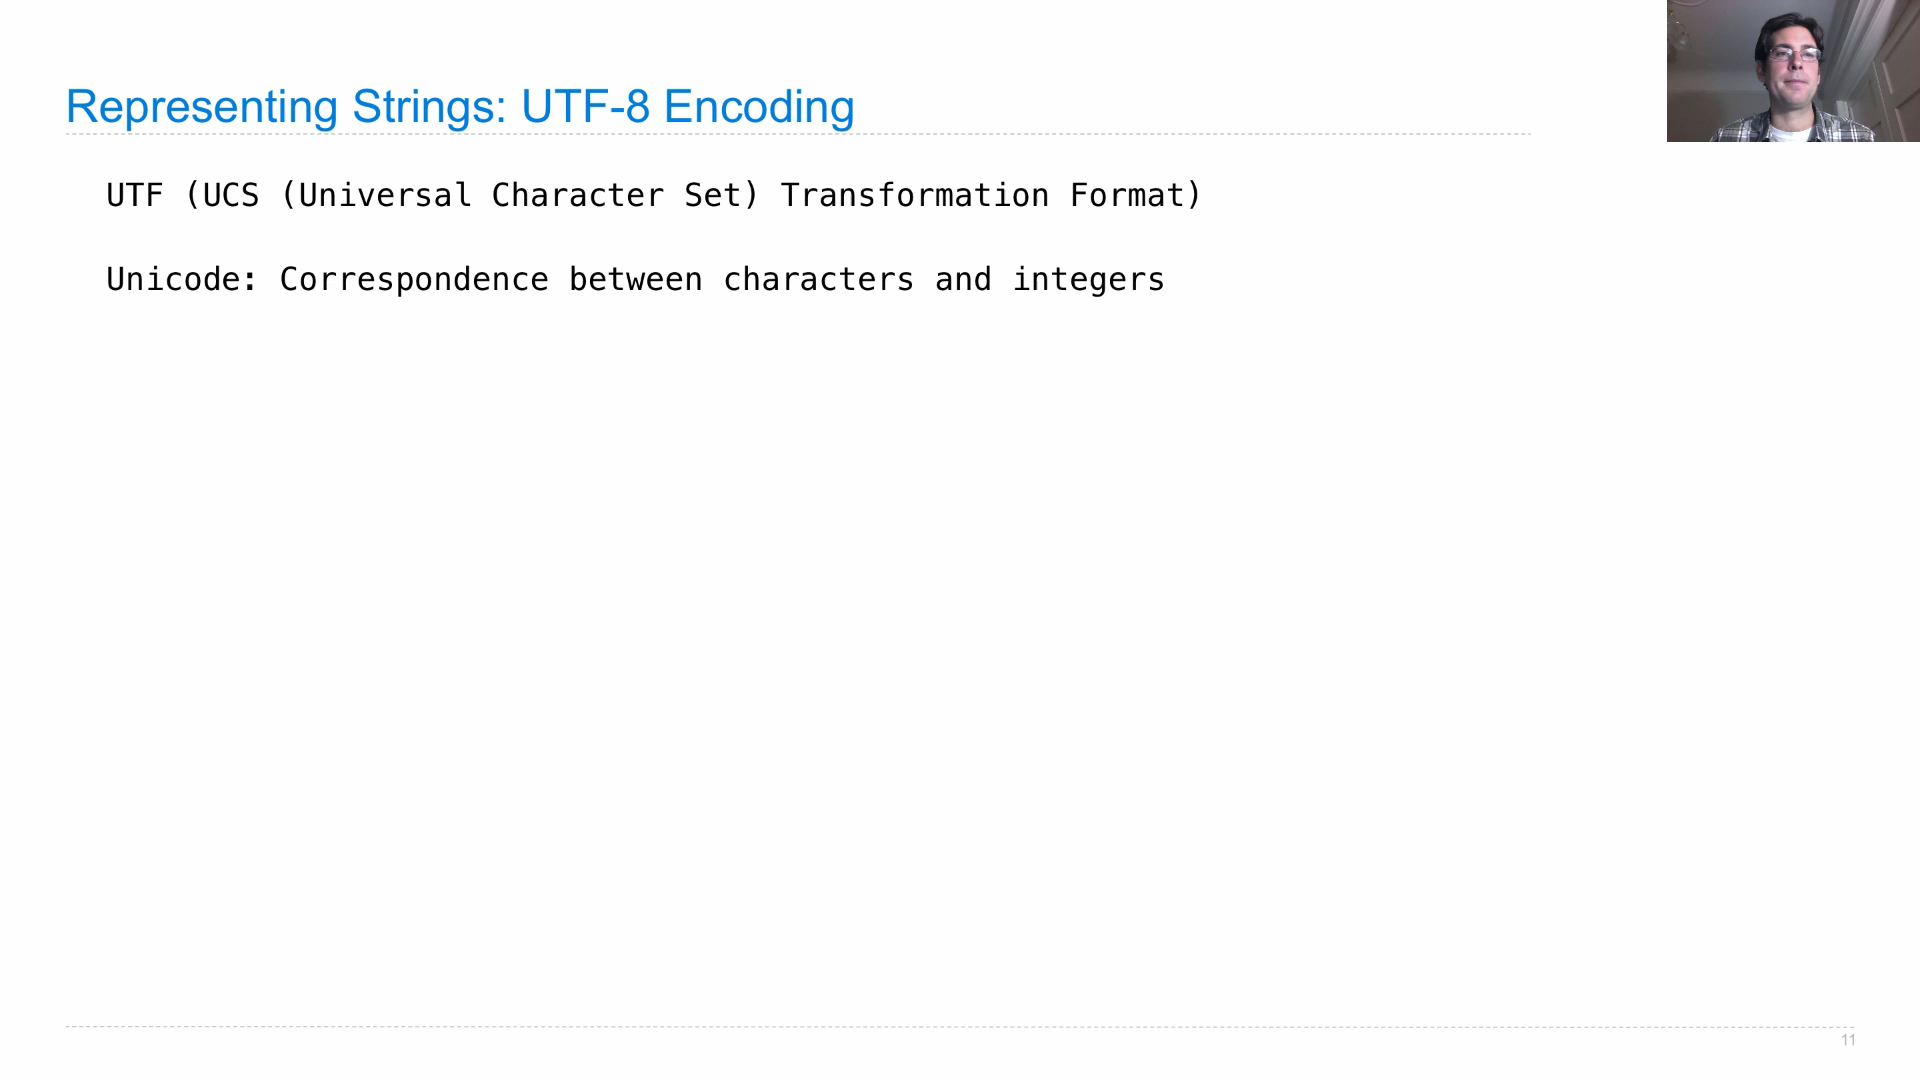 Representing Strings: UTF-8 Encoding
UTF (UCS (Universal Character Set) Transformation Format)
Unicode: Correspondence between characters and integers
11